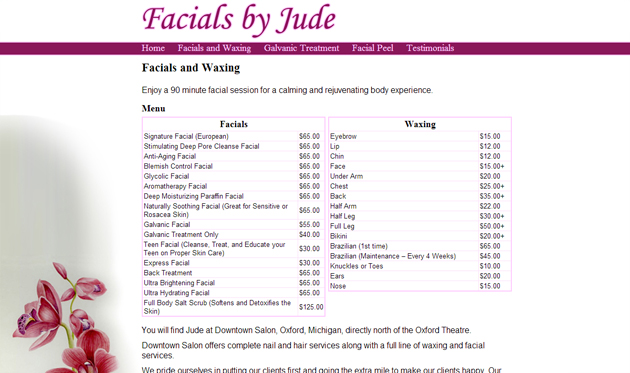 Facials by Jude
Home Facials and Waxing Galvanic Treatment Facial Peel Testimonials
Facials and Waxing
Enjoy a 90 minute facial session for a calming and rejuvenating body experience.
Menu
Facials
Signature Facial (European) $65.00
Stimulating Deep Pore Cleanse Facial $65.00
Anti-Aging Facial $65.00
Blemish Control Facial $65.00
Glycolic Facial $65.00
Aromatherapy Facial $65.00
Deep Moisturizing Paraffin Facial $65.00
Naturally Soothing Facial (Great for Sensitive or
Rosacea Skin) $65.00
Galvanic Facial $55.00
Galvanic Treatment Only $40.00
Teen Facial (Cleanse, Treat, and Educate your
Teen on Proper Skin Care) $30.00
Express Facial $30.00
Back Treatment $65.00
Ultra Brightening Facial $65.00
Ultra Hydrating Facial $65.00
Full Body Salt Scrub (Softens and Detoxifies the
Skin) $125.00
Waxing
Eyebrow $15.00
Lip $12.00
Chin $12.00
Face $15.00+
Under Arm $20.00
Chest $25.00+
Back $35.00+
Half Arm $22.00
Half Leg $30.00+
Full Leg $50.00+
Bikini $20.00+
Brazilian (1st time) $65.00
Brazilian (Maintenance – Every 4 Weeks) $45.00
Knuckles or Toes $10.00
Ears $20.00
Nose $15.00
You will find Jude at Downtown Salon, Oxford, Michigan, directly north of the Oxford Theatre.
Downtown Salon offers complete nail and hair services along with a full line of waxing and facial
services.
We pride ourselves in putting our clients first and going the extra mile to make our clients happy. Our